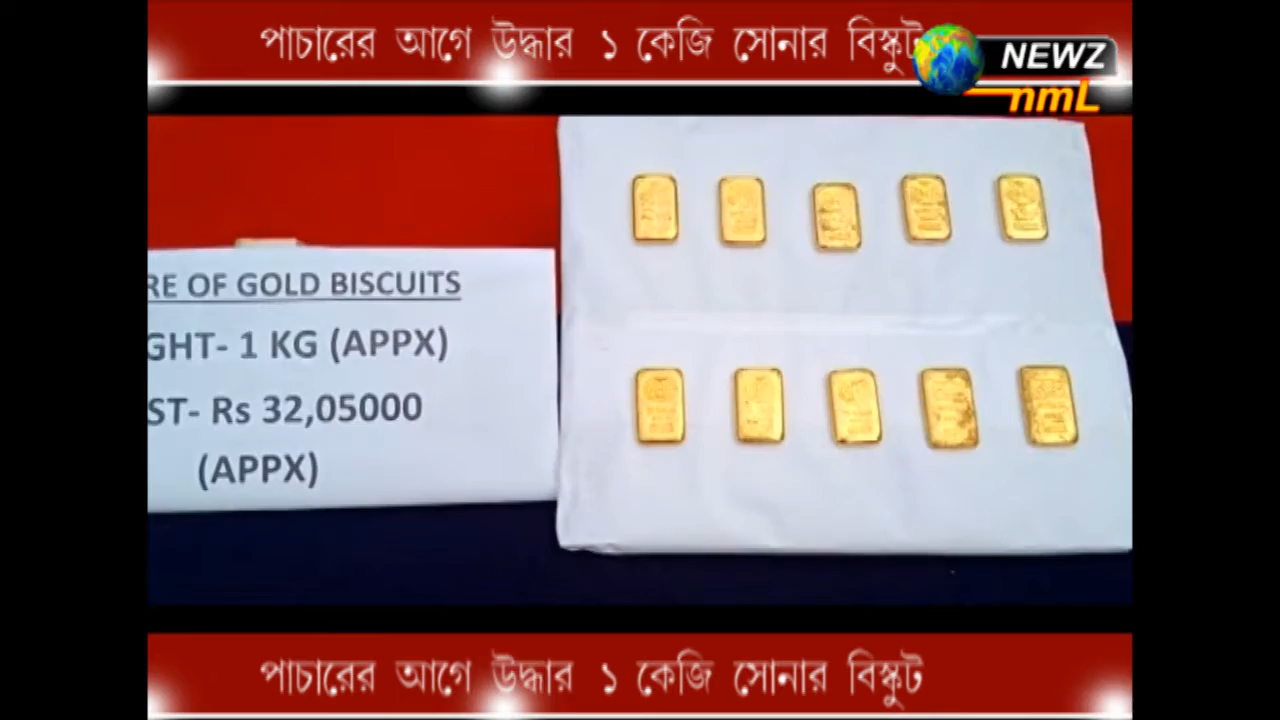 পাচারের আগে উদ্ধার ১ কেজি সোনার বিস্কুট
NEWZ
nmL
RE OF GOLD BISCUITS
GHT- 1 KG (APPX)
ST- Rs 32,05000
(APPX)
পাচারের আগে উদ্ধার ১ কেজি সোনার বিস্কুট